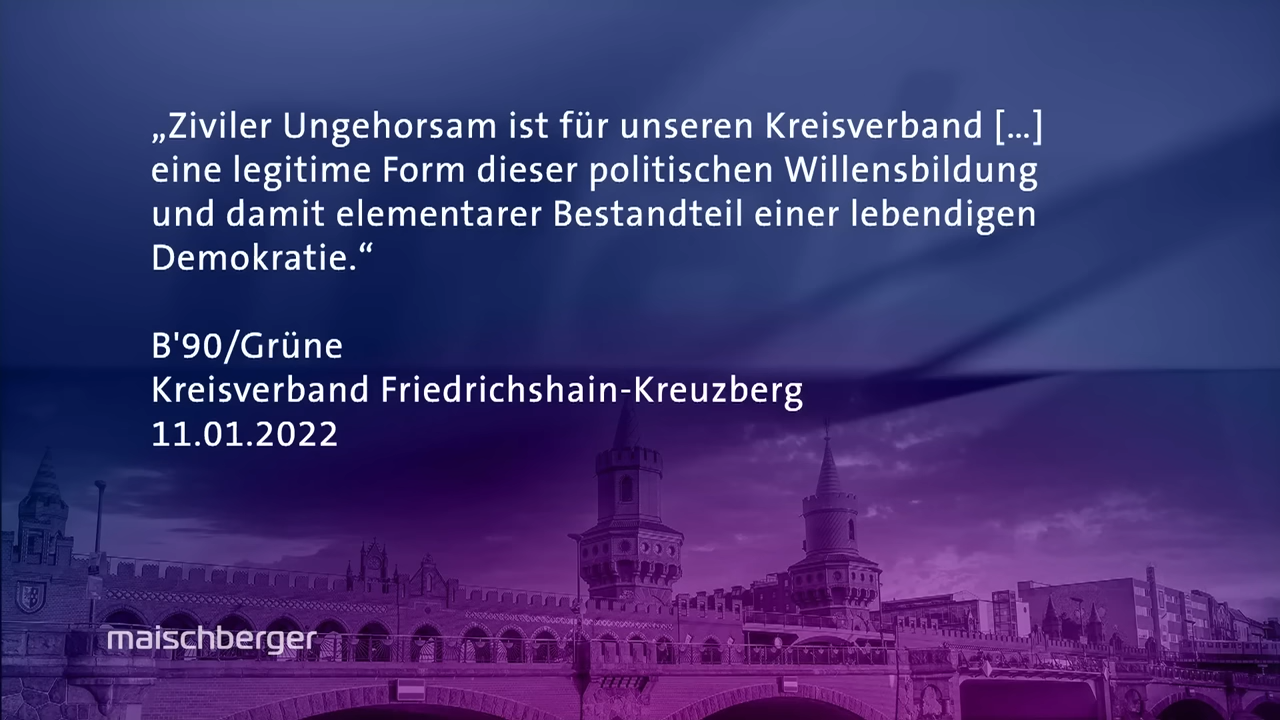 „Ziviler Ungehorsam ist für unseren Kreisverband […]
eine legitime Form dieser politischen Willensbildung
und damit elementarer Bestandteil einer lebendigen
Demokratie.“
B'90/Grüne
Kreisverband Friedrichshain-Kreuzberg
11.01.2022
maischberger